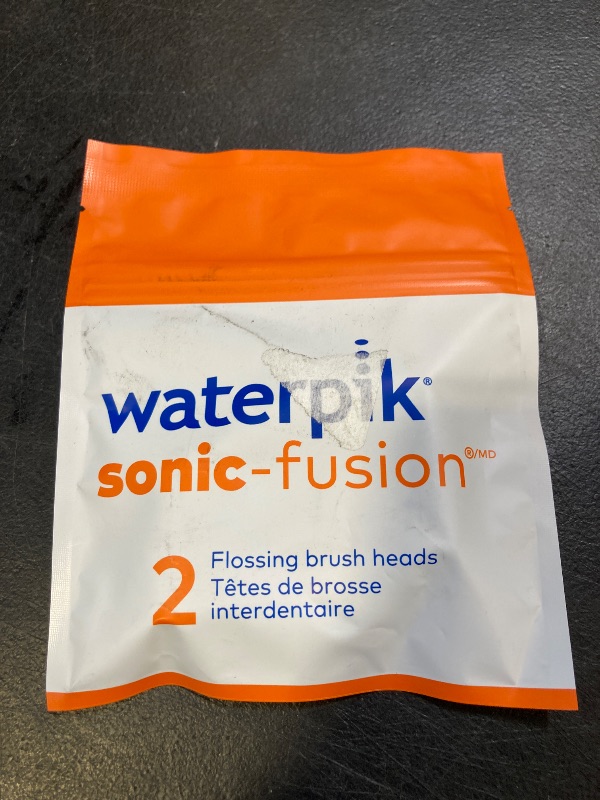 waterpik®
sonic-fusion®/MD
2
Flossing brush heads
Têtes de brosse
interdentaire